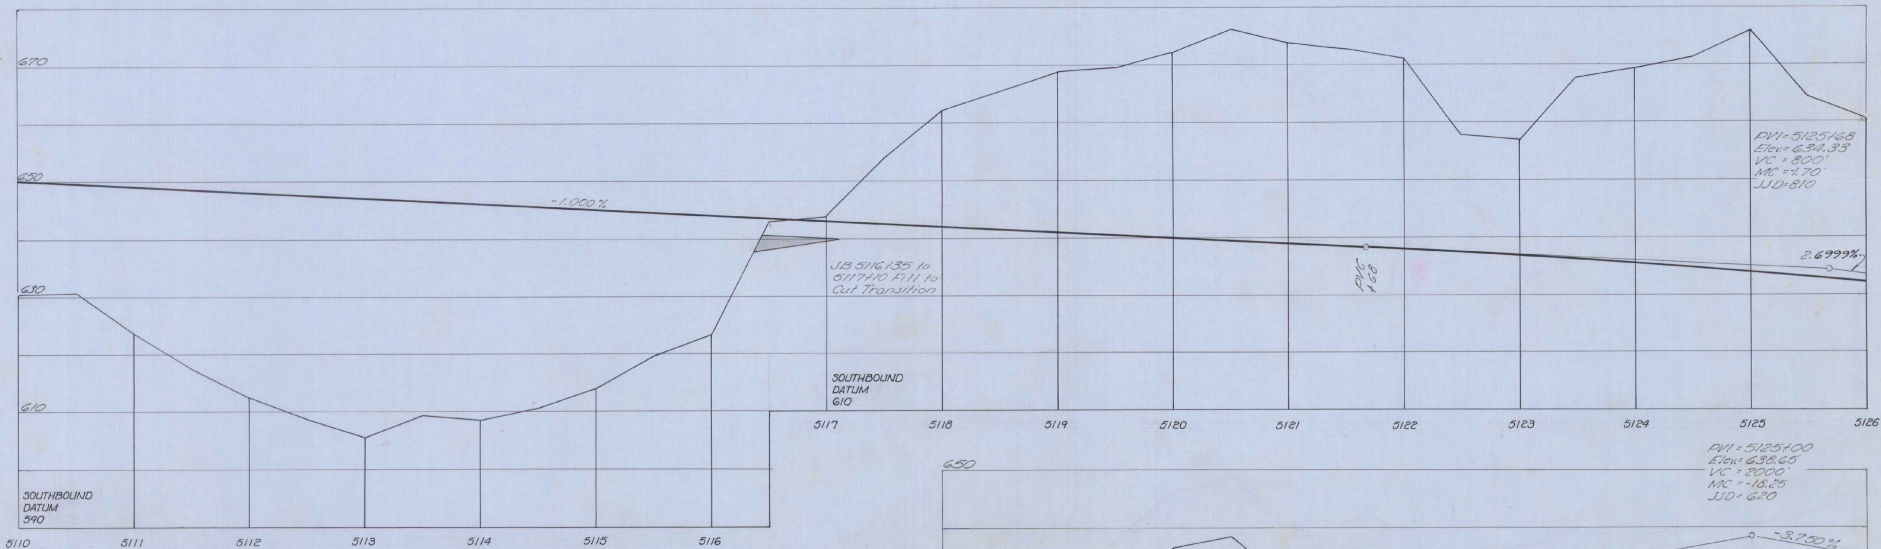 670
650
-1.000%
630
610
SOUTHBOUND
DATUM
590
5110 5111 5112 5113 5114 5115 5116
SB 5116+35 to
5117+10 Fill to
Cut Transition
SOUTHBOUND
DATUM
610
5117 5118 5119 5120 5121 5122 5123 5124 5125 5126
PVC
+68
PVI= 5125+68
Elev= 634.33
VC = 800'
MC =-1.70'
SSD=810
2.6999%
650
PVI = 5125+00
Elev= 638.65
VC = 2000'
MC = -18.25
SSD= 620
-3.750%